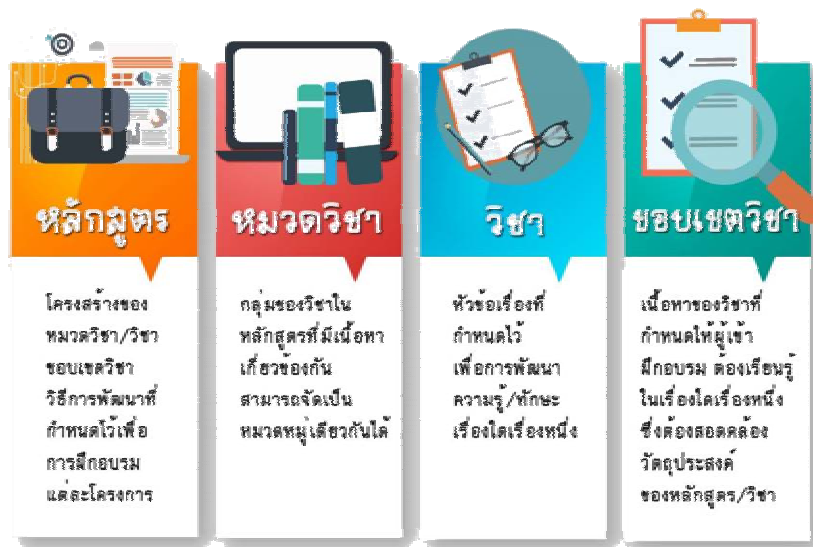 หลักสูตร
โครงสร้างของ
หมวดวิชา/วิชา
ขอบเขตวิชา
วิธีการพัฒนาที่
กำหนดไว้เพื่อ
การฝึกอบรม
แต่ละโครงการ
หมวดวิชา
กลุ่มของวิชาใน
หลักสูตรที่มีเนื้อหา
เกี่ยวข้องกัน
สามารถจัดเป็น
หมวดหมู่เดียวกันได้
วิชา
หัวข้อเรื่องที่
กำหนดไว้
เพื่อการพัฒนา
ความรู้/ทักษะ
เรื่องใดเรื่องหนึ่ง
ขอบเขตวิชา
เนื้อหาของวิชาที่
กำหนดให้ผู้เข้า
ฝึกอบรม ต้องเรียนรู้
ในเรื่องใดเรื่องหนึ่ง
ซึ่งต้องสอดคล้อง
วัตถุประสงค์
ของหลักสูตร/วิชา